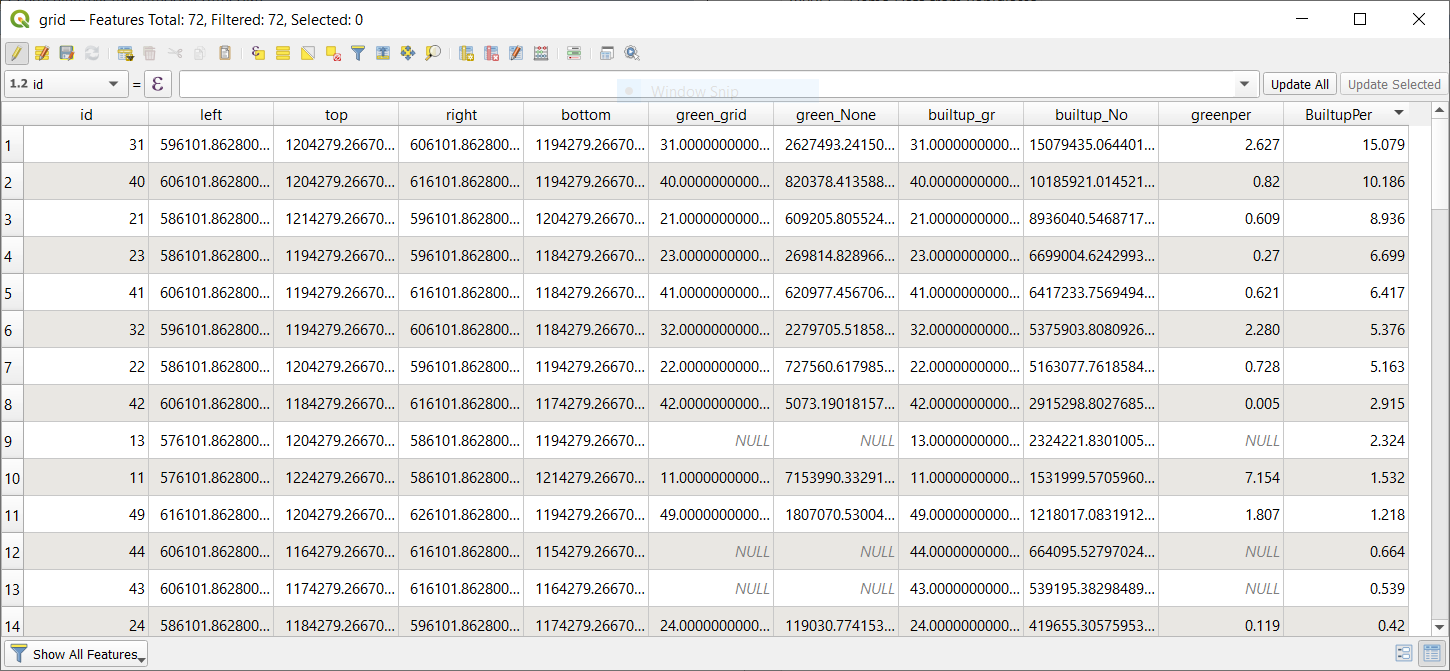 grid — Features Total: 72, Filtered: 72, Selected: 0
1.2 id = ε Update All Update Selected
Window Snip
id left top right bottom green_grid green_None builtup_gr builtup_No greenper BuiltupPer
1 31 596101.862800... 1204279.26670... 606101.862800... 1194279.26670... 31.0000000000... 2627493.24150... 31.0000000000... 15079435.064401... 2.627 15.079
2 40 606101.862800... 1204279.26670... 616101.862800... 1194279.26670... 40.0000000000... 820378.413588... 40.0000000000... 10185921.014521... 0.82 10.186
3 21 586101.862800... 1214279.26670... 596101.862800... 1204279.26670... 21.0000000000... 609205.805524... 21.0000000000... 8936040.5468717... 0.609 8.936
4 23 586101.862800... 1194279.26670... 596101.862800... 1184279.26670... 23.0000000000... 269814.828966... 23.0000000000... 6699004.6242993... 0.27 6.699
5 41 606101.862800... 1194279.26670... 616101.862800... 1184279.26670... 41.0000000000... 620977.456706... 41.0000000000... 6417233.7569494... 0.621 6.417
6 32 596101.862800... 1194279.26670... 606101.862800... 1184279.26670... 32.0000000000... 2279705.51858... 32.0000000000... 5375903.8080926... 2.280 5.376
7 22 586101.862800... 1204279.26670... 596101.862800... 1194279.26670... 22.0000000000... 727560.617985... 22.0000000000... 5163077.7618584... 0.728 5.163
8 42 606101.862800... 1184279.26670... 616101.862800... 1174279.26670... 42.0000000000... 5073.19018157... 42.0000000000... 2915298.8027685... 0.005 2.915
9 13 576101.862800... 1204279.26670... 586101.862800... 1194279.26670... NULL NULL 13.0000000000... 2324221.8301005... NULL 2.324
10 11 576101.862800... 1224279.26670... 586101.862800... 1214279.26670... 11.0000000000... 7153990.33291... 11.0000000000... 1531999.5705960... 7.154 1.532
11 49 616101.862800... 1204279.26670... 626101.862800... 1194279.26670... 49.0000000000... 1807070.53004... 49.0000000000... 1218017.0831912... 1.807 1.218
12 44 606101.862800... 1164279.26670... 616101.862800... 1154279.26670... NULL NULL 44.0000000000... 664095.52797024... NULL 0.664
13 43 606101.862800... 1174279.26670... 616101.862800... 1164279.26670... NULL NULL 43.0000000000... 539195.38298489... NULL 0.539
14 24 586101.862800... 1184279.26670... 596101.862800... 1174279.26670... 24.0000000000... 119030.774153... 24.0000000000... 419655.30575953... 0.119 0.42
Show All Features